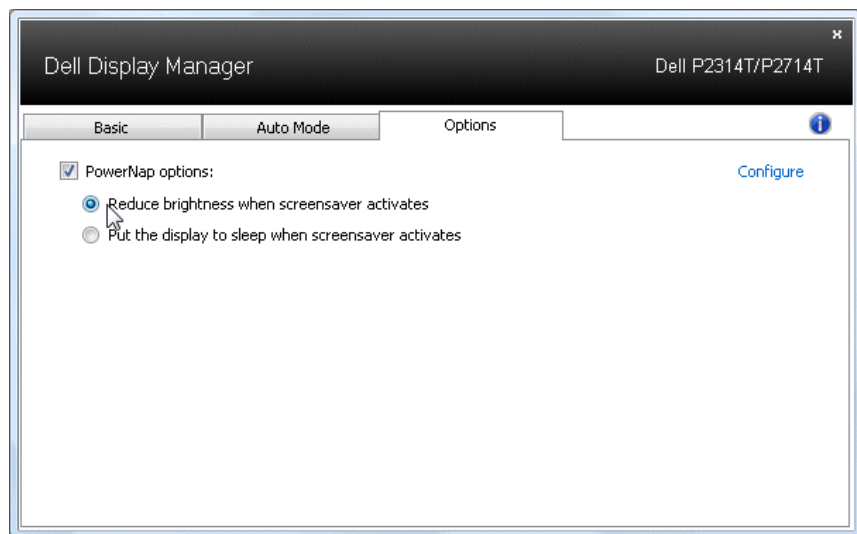 x
Dell Display Manager
Dell P2314T/P2714T
Basic
Auto Mode
Options
i
PowerNap options:
Configure
Reduce brightness when screensaver activates
Put the display to sleep when screensaver activates